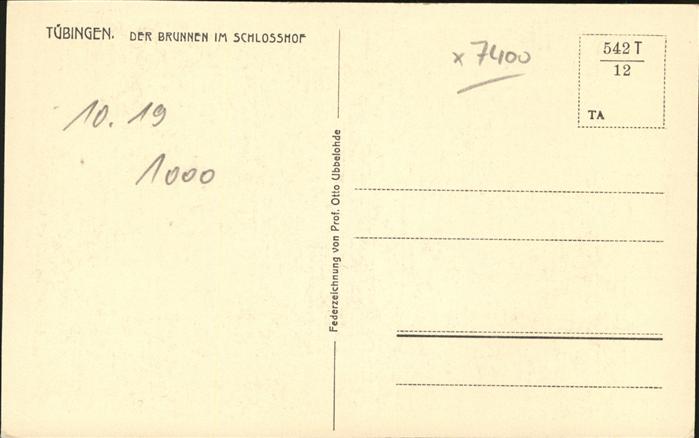 TÜBINGEN. DER BRUNNEN IM SCHLOSSHOF
10. 19
1000
Federzeichnung von Prof. Otto Ubbelohde
x 7400
542 T
12
TA